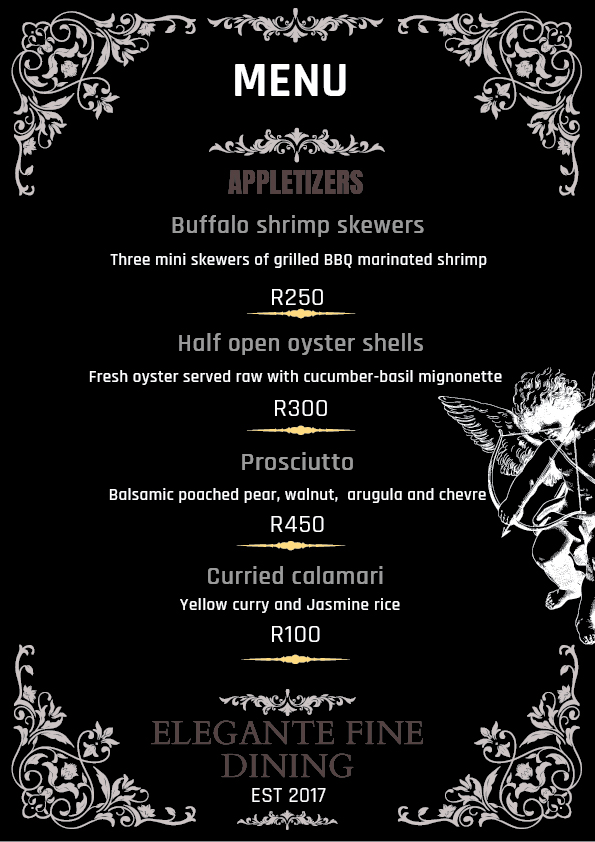 MENU
APPLETIZERS
Buffalo shrimp skewers
Three mini skewers of grilled BBQ marinated shrimp
R250
Half open oyster shells
Fresh oyster served raw with cucumber-basil mignonette
R300
Prosciutto
Balsamic poached pear, walnut,  arugula and chevre
R450
Curried calamari
Yellow curry and Jasmine rice
R100
ELEGANTE FINE
DINING
EST 2017